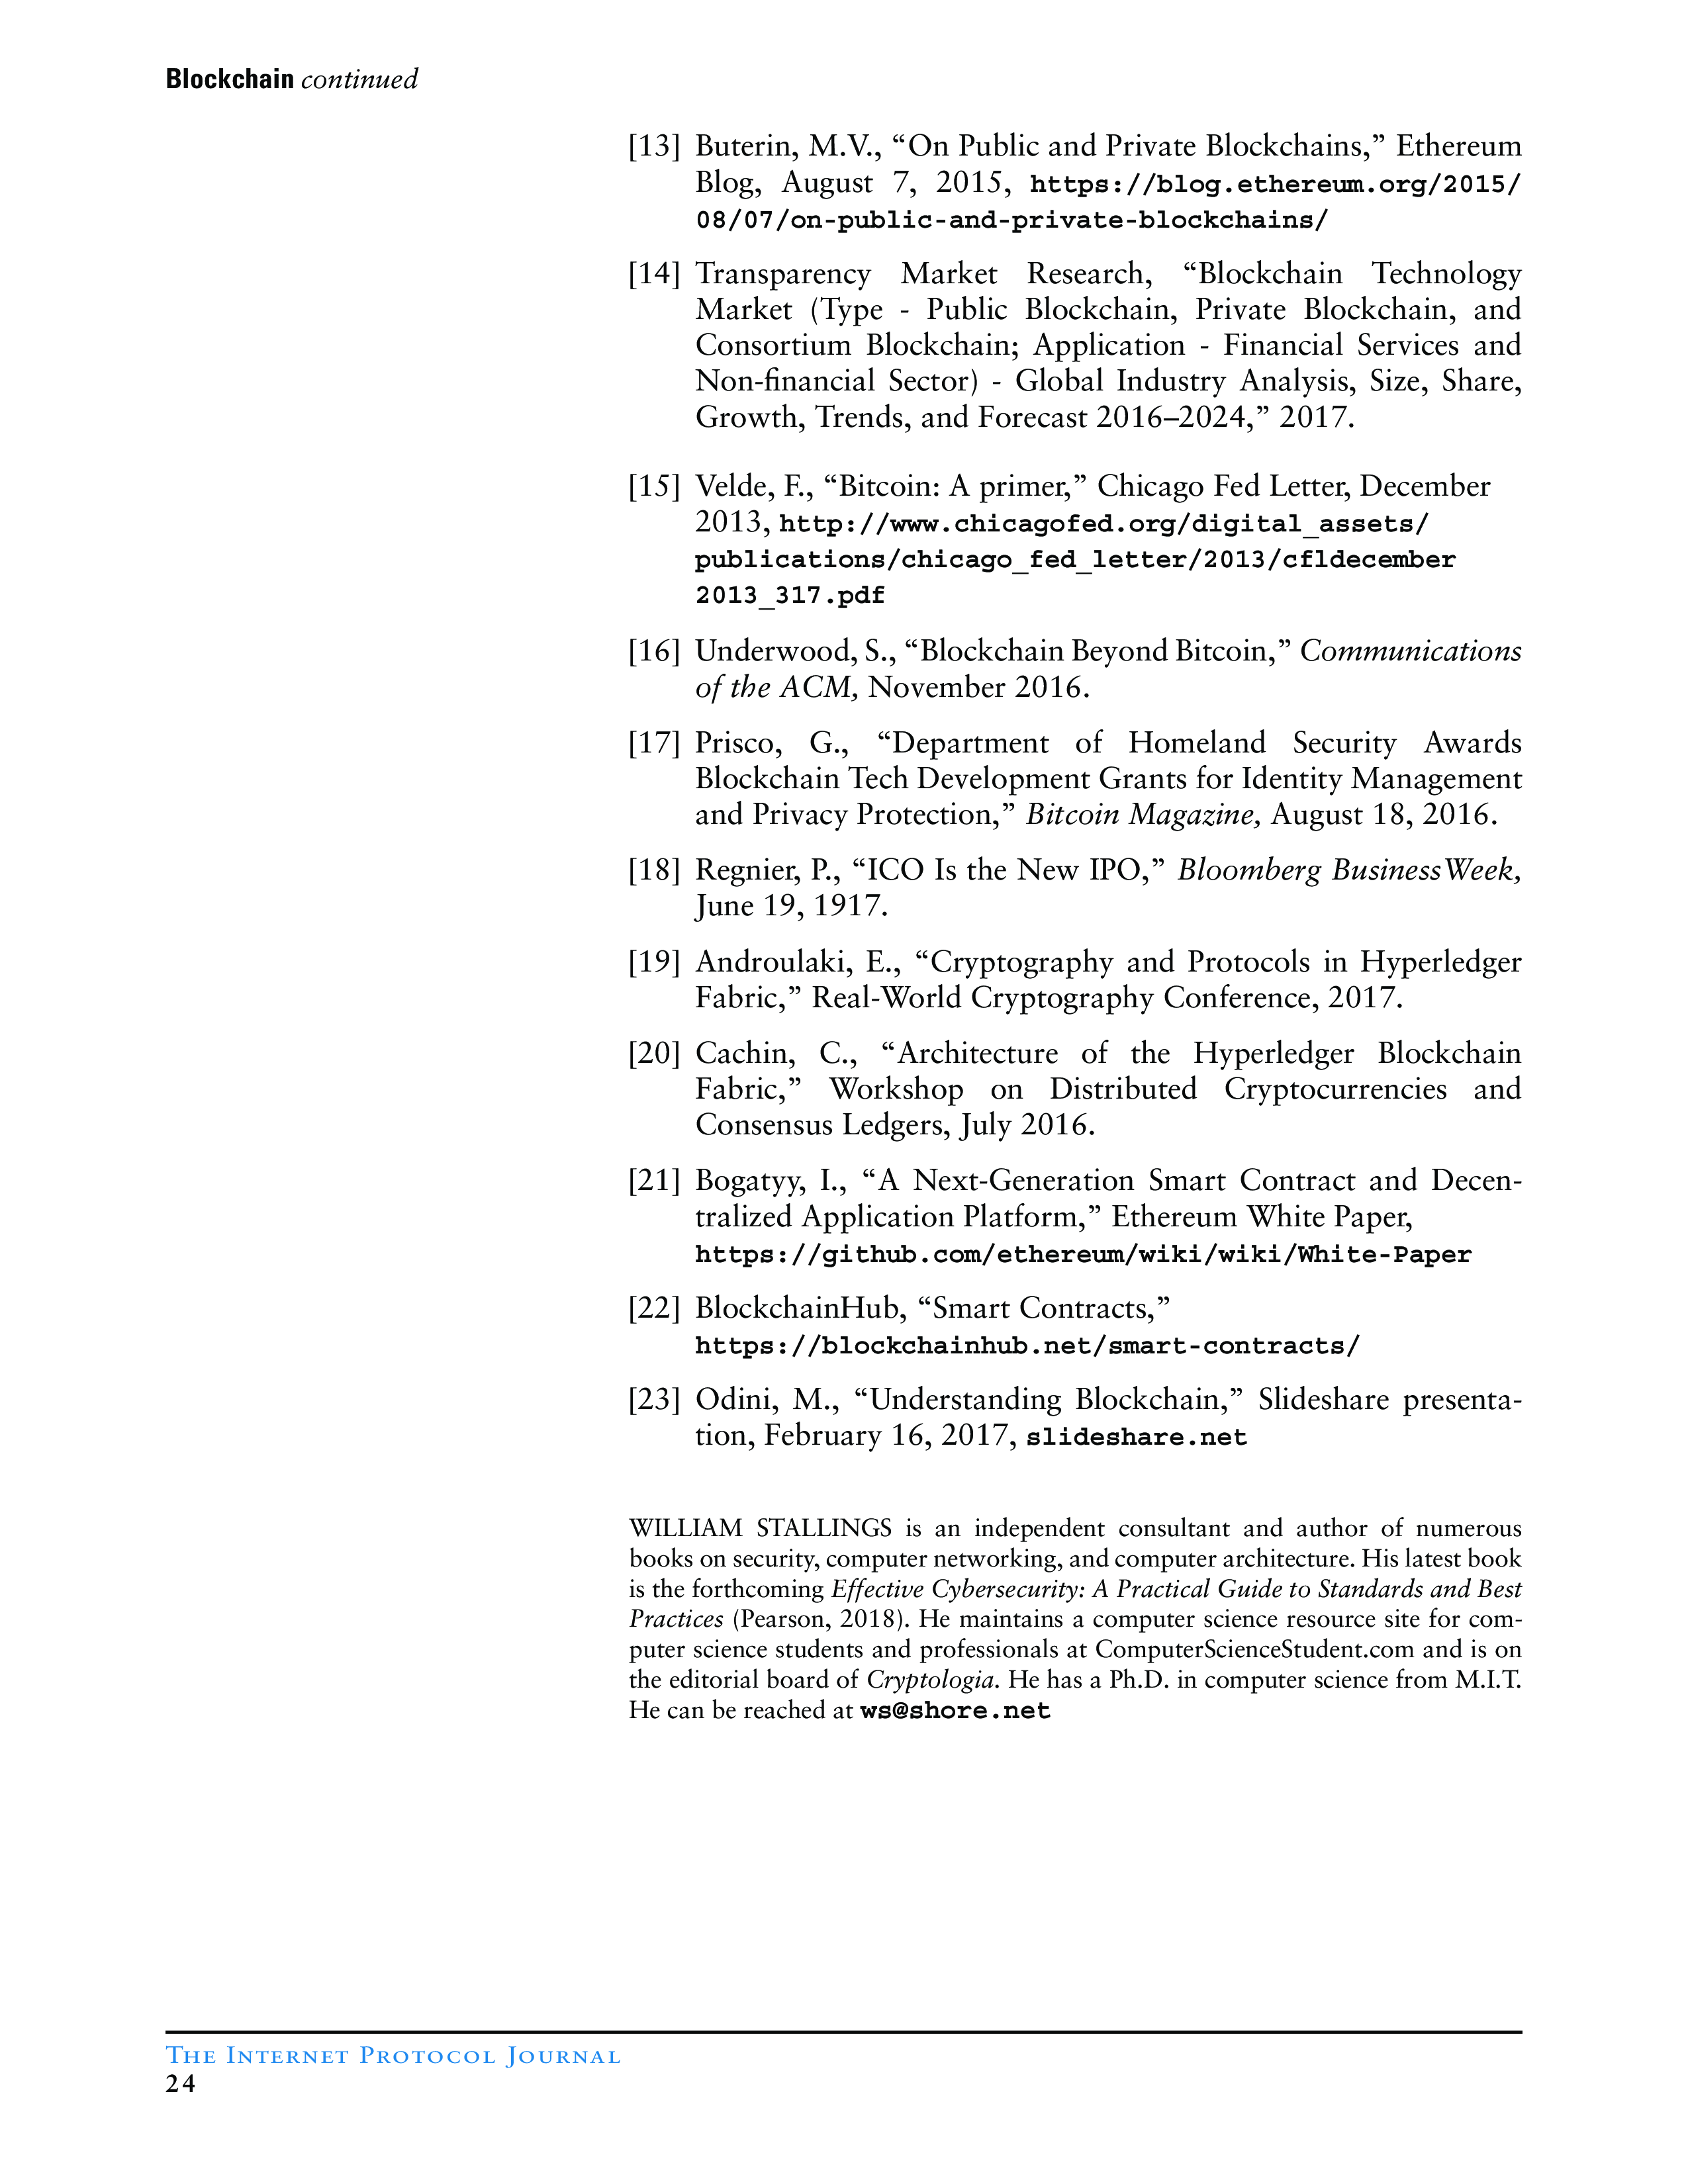 Blockchain continued
[13] Buterin, M.V., “On Public and Private Blockchains,” Ethereum
Blog, August 7, 2015, https://blog.ethereum.org/2015/
08/07/on-public-and-private-blockchains/
[14] Transparency Market Research, “Blockchain Technology
Market (Type - Public Blockchain, Private Blockchain, and
Consortium Blockchain; Application - Financial Services and
Non-financial Sector) - Global Industry Analysis, Size, Share,
Growth, Trends, and Forecast 2016–2024,” 2017.
[15] Velde, F., “Bitcoin: A primer,” Chicago Fed Letter, December
2013, http://www.chicagofed.org/digital_assets/
publications/chicago_fed_letter/2013/cfldecember
2013_317.pdf
[16] Underwood, S., “Blockchain Beyond Bitcoin,” Communications
of the ACM, November 2016.
[17] Prisco, G., “Department of Homeland Security Awards
Blockchain Tech Development Grants for Identity Management
and Privacy Protection,” Bitcoin Magazine, August 18, 2016.
[18] Regnier, P., “ICO Is the New IPO,” Bloomberg BusinessWeek,
June 19, 1917.
[19] Androulaki, E., “Cryptography and Protocols in Hyperledger
Fabric,” Real-World Cryptography Conference, 2017.
[20] Cachin, C., “Architecture of the Hyperledger Blockchain
Fabric,” Workshop on Distributed Cryptocurrencies and
Consensus Ledgers, July 2016.
[21] Bogatyy, I., “A Next-Generation Smart Contract and Decen-
tralized Application Platform,” Ethereum White Paper,
https://github.com/ethereum/wiki/wiki/White-Paper
[22] BlockchainHub, “Smart Contracts,”
https://blockchainhub.net/smart-contracts/
[23] Odini, M., “Understanding Blockchain,” Slideshare presenta-
tion, February 16, 2017, slideshare.net
WILLIAM STALLINGS is an independent consultant and author of numerous
books on security, computer networking, and computer architecture. His latest book
is the forthcoming Effective Cybersecurity: A Practical Guide to Standards and Best
Practices (Pearson, 2018). He maintains a computer science resource site for com-
puter science students and professionals at ComputerScienceStudent.com and is on
the editorial board of Cryptologia. He has a Ph.D. in computer science from M.I.T.
He can be reached at ws@shore.net
The Internet Protocol Journal
24